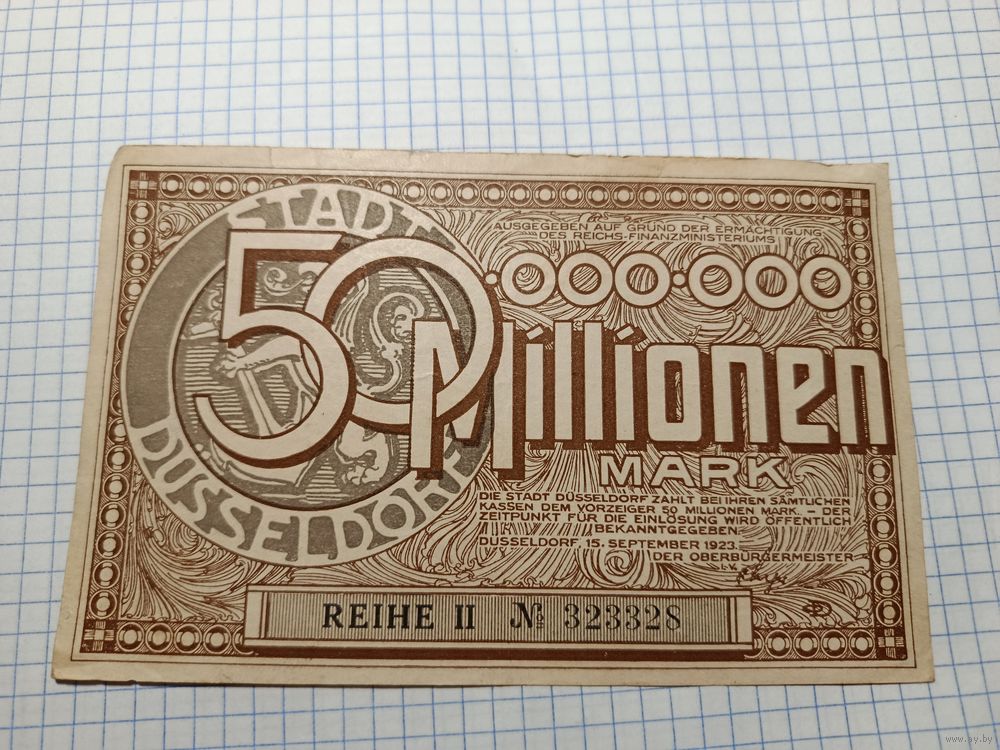 STADT
DÜSSELDORF
AUSGEGEBEN AUF GRUND DER ERMÄCHTIGUNG
DES REICHS-FINANZMINISTERIUMS
50·000·000
Millionen
MARK
DIE STADT DÜSSELDORF ZAHLT BEI IHREN SÄMTLICHEN
KASSEN DEM VORZEIGER 50 MILLIONEN MARK. – DER
ZEITPUNKT FÜR DIE EINLÖSUNG WIRD ÖFFENTLICH
BEKANNTGEGEBEN
DÜSSELDORF, 15. SEPTEMBER 1923.
DER OBERBÜRGERMEISTER
I.V.
REIHE II № 323328
www.ay.by